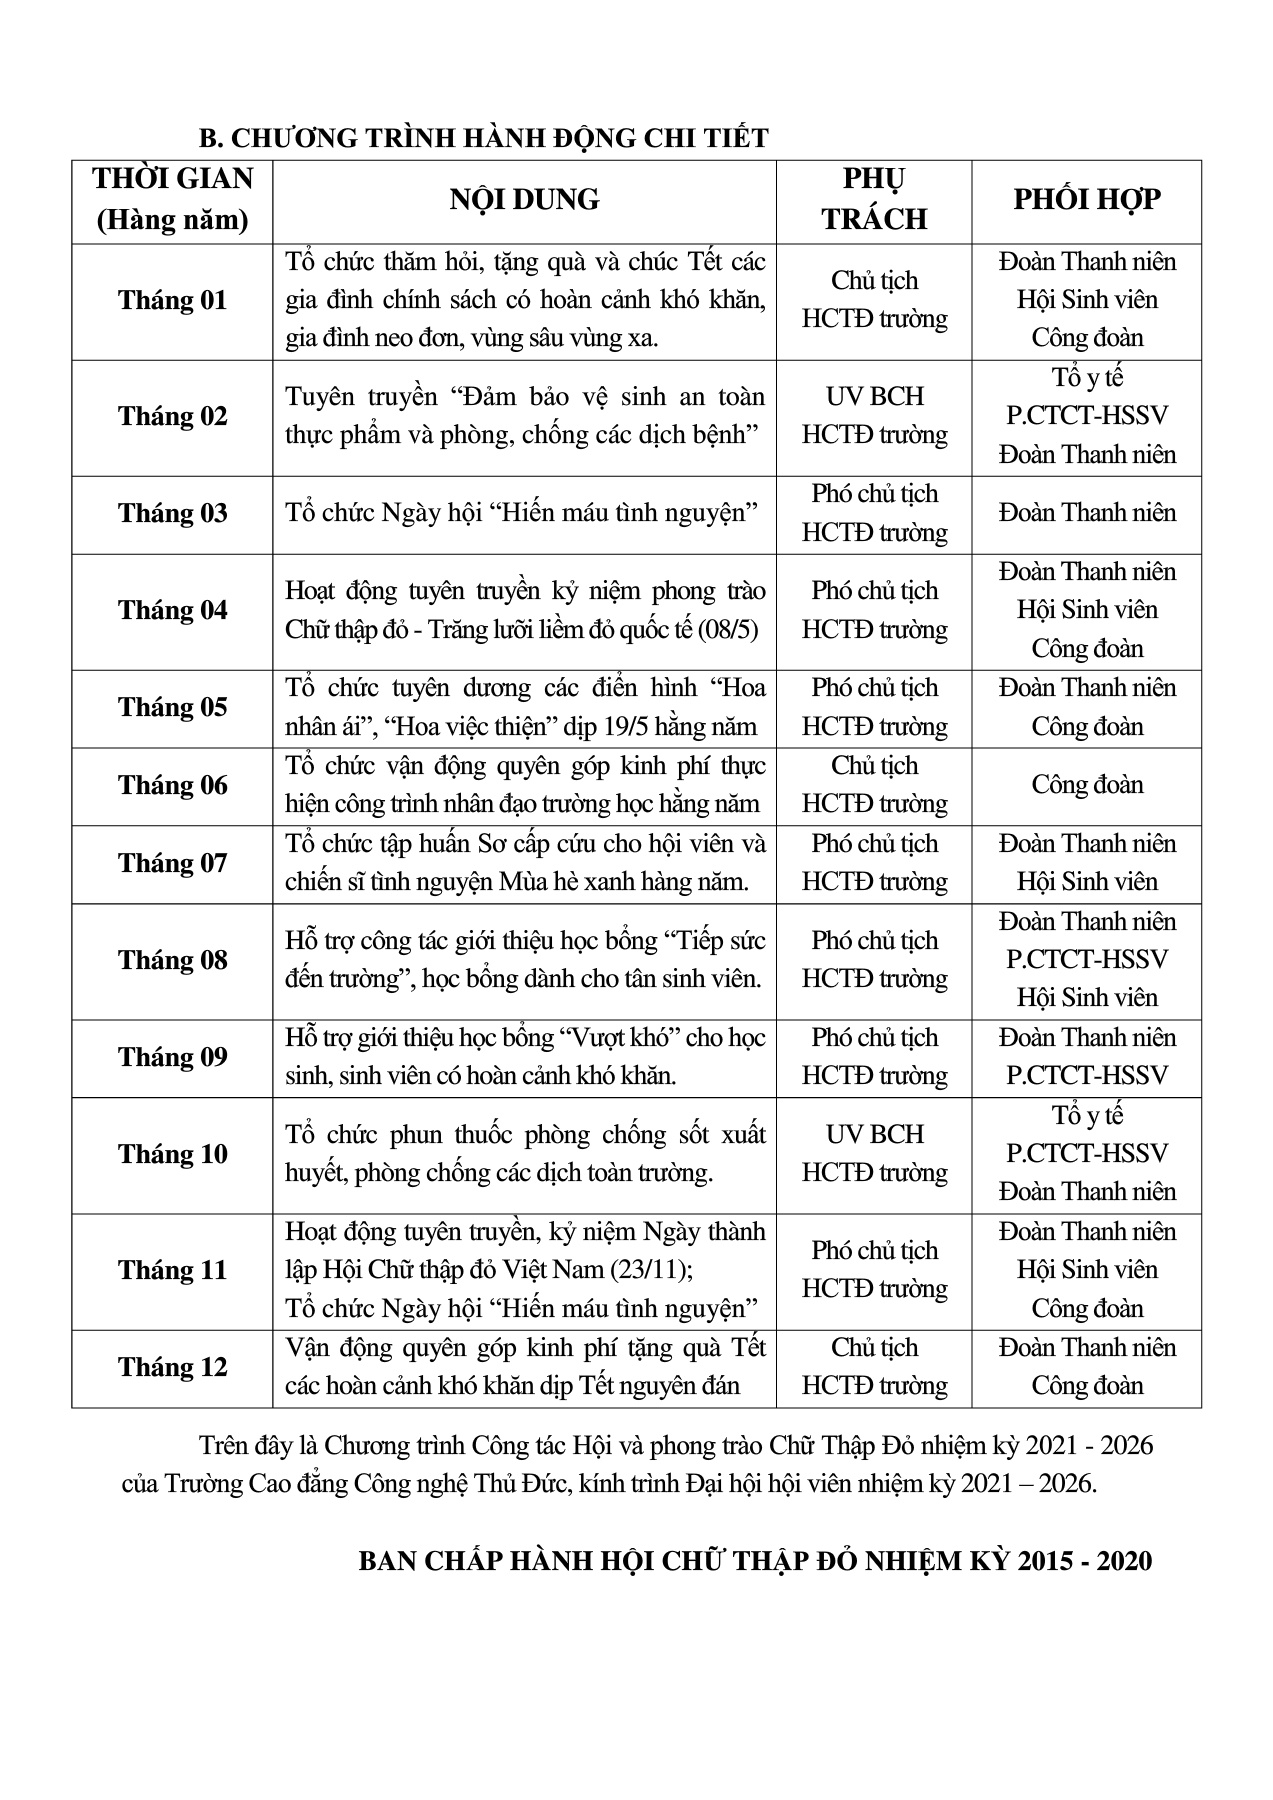 B. CHƯƠNG TRÌNH HÀNH ĐỘNG CHI TIẾT
THỜI GIAN
(Hàng năm)
NỘI DUNG
PHỤ
TRÁCH
PHỐI HỢP
Tháng 01
Tổ chức thăm hỏi, tặng quà và chúc Tết các
gia đình chính sách có hoàn cảnh khó khăn,
gia đình neo đơn, vùng sâu vùng xa.
Chủ tịch
HCTĐ trường
Đoàn Thanh niên
Hội Sinh viên
Công đoàn
Tháng 02
Tuyên truyền “Đảm bảo vệ sinh an toàn
thực phẩm và phòng, chống các dịch bệnh”
UV BCH
HCTĐ trường
Tổ y tế
P.CTCT-HSSV
Đoàn Thanh niên
Tháng 03
Tổ chức Ngày hội “Hiến máu tình nguyện”
Phó chủ tịch
HCTĐ trường
Đoàn Thanh niên
Tháng 04
Hoạt động tuyên truyền kỷ niệm phong trào
Chữ thập đỏ - Trăng lưỡi liềm đỏ quốc tế (08/5)
Phó chủ tịch
HCTĐ trường
Đoàn Thanh niên
Hội Sinh viên
Công đoàn
Tháng 05
Tổ chức tuyên dương các điển hình “Hoa
nhân ái”, “Hoa việc thiện” dịp 19/5 hằng năm
Phó chủ tịch
HCTĐ trường
Đoàn Thanh niên
Công đoàn
Tháng 06
Tổ chức vận động quyên góp kinh phí thực
hiện công trình nhân đạo trường học hằng năm
Chủ tịch
HCTĐ trường
Công đoàn
Tháng 07
Tổ chức tập huấn Sơ cấp cứu cho hội viên và
chiến sĩ tình nguyện Mùa hè xanh hàng năm.
Phó chủ tịch
HCTĐ trường
Đoàn Thanh niên
Hội Sinh viên
Tháng 08
Hỗ trợ công tác giới thiệu học bổng “Tiếp sức
đến trường”, học bổng dành cho tân sinh viên.
Phó chủ tịch
HCTĐ trường
Đoàn Thanh niên
P.CTCT-HSSV
Hội Sinh viên
Tháng 09
Hỗ trợ giới thiệu học bổng “Vượt khó” cho học
sinh, sinh viên có hoàn cảnh khó khăn.
Phó chủ tịch
HCTĐ trường
Đoàn Thanh niên
P.CTCT-HSSV
Tháng 10
Tổ chức phun thuốc phòng chống sốt xuất
huyết, phòng chống các dịch toàn trường.
UV BCH
HCTĐ trường
Tổ y tế
P.CTCT-HSSV
Đoàn Thanh niên
Tháng 11
Hoạt động tuyên truyền, kỷ niệm Ngày thành
lập Hội Chữ thập đỏ Việt Nam (23/11);
Tổ chức Ngày hội “Hiến máu tình nguyện”
Phó chủ tịch
HCTĐ trường
Đoàn Thanh niên
Hội Sinh viên
Công đoàn
Tháng 12
Vận động quyên góp kinh phí tặng quà Tết
các hoàn cảnh khó khăn dịp Tết nguyên đán
Chủ tịch
HCTĐ trường
Đoàn Thanh niên
Công đoàn
Trên đây là Chương trình Công tác Hội và phong trào Chữ Thập Đỏ nhiệm kỳ 2021 - 2026
của Trường Cao đẳng Công nghệ Thủ Đức, kính trình Đại hội hội viên nhiệm kỳ 2021 – 2026.
BAN CHẤP HÀNH HỘI CHỮ THẬP ĐỎ NHIỆM KỲ 2015 - 2020